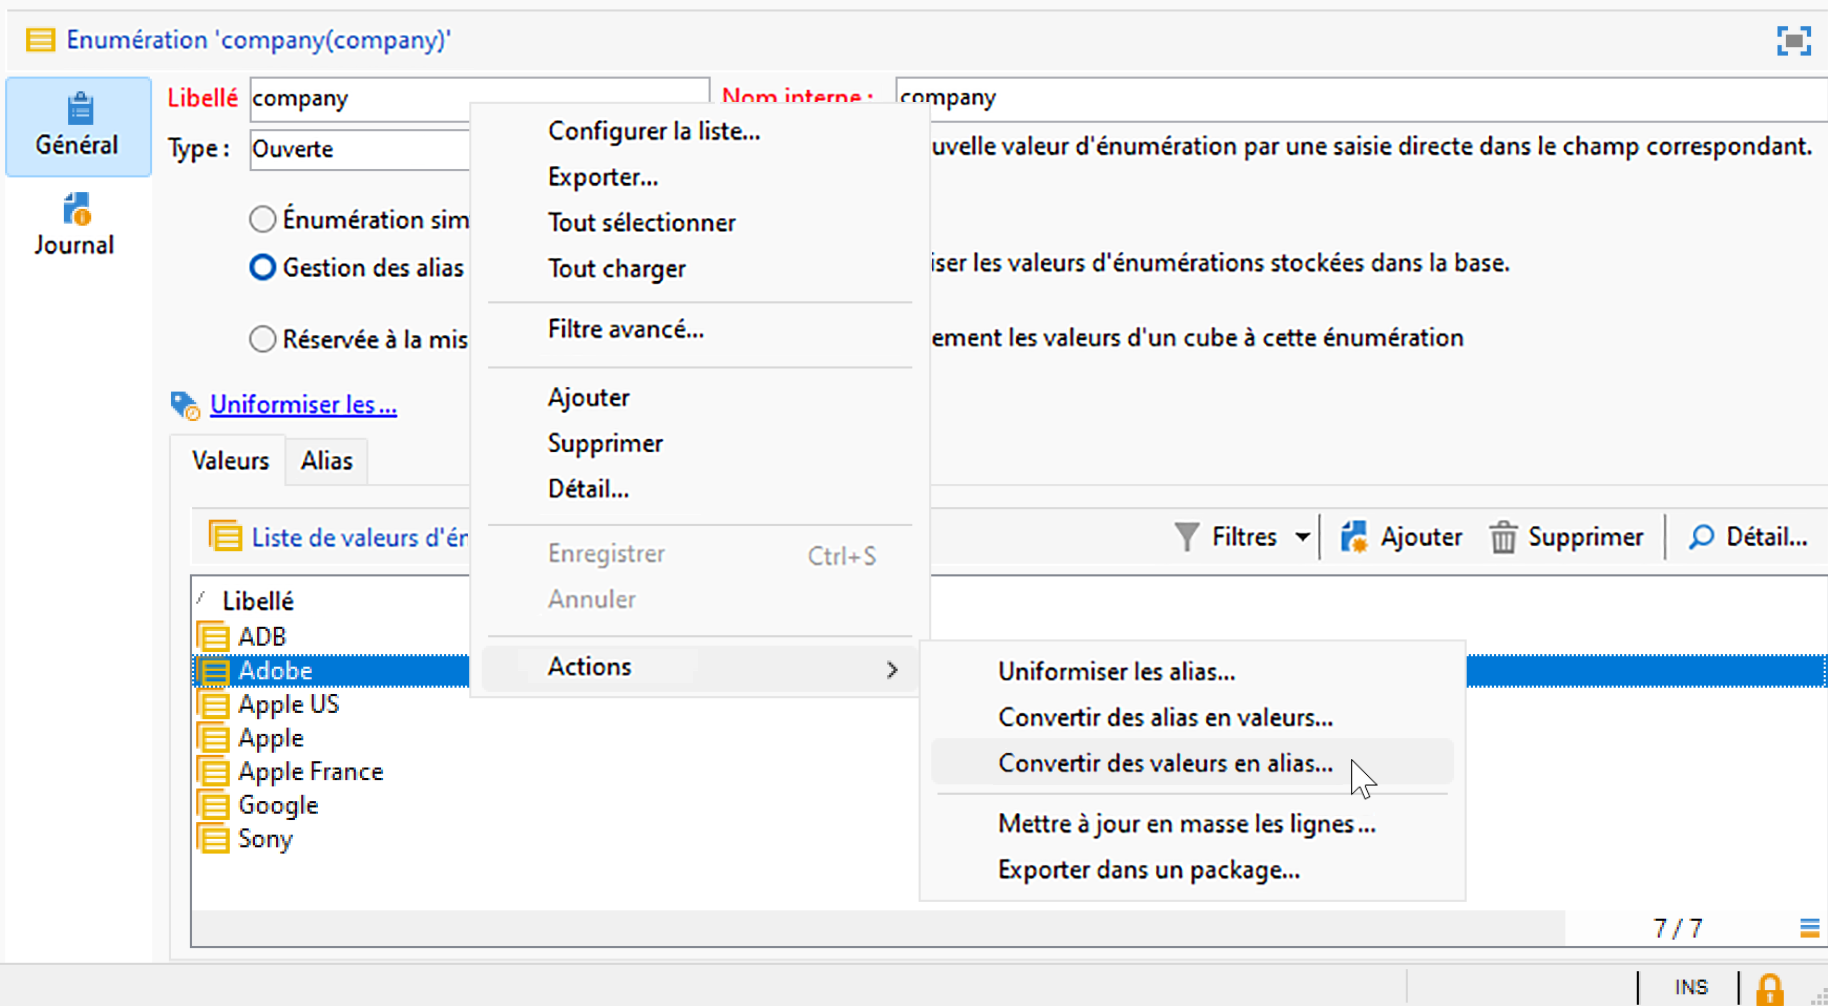 Enumération 'company(company)'
Général
Journal
Libellé company
Nom interne : company
Type : Ouverte
uvelle valeur d'énumération par une saisie directe dans le champ correspondant.
Énumération sim
Gestion des alias
iser les valeurs d'énumérations stockées dans la base.
Réservée à la mis
ement les valeurs d'un cube à cette énumération
Uniformiser les ...
Valeurs Alias
Liste de valeurs d'én
Filtres Ajouter Supprimer Détail...
Libellé
ADB
Adobe
Apple US
Apple
Apple France
Google
Sony
7 / 7
INS
Configurer la liste...
Exporter...
Tout sélectionner
Tout charger
Filtre avancé...
Ajouter
Supprimer
Détail...
Enregistrer Ctrl+S
Annuler
Actions
Uniformiser les alias...
Convertir des alias en valeurs...
Convertir des valeurs en alias...
Mettre à jour en masse les lignes ...
Exporter dans un package...